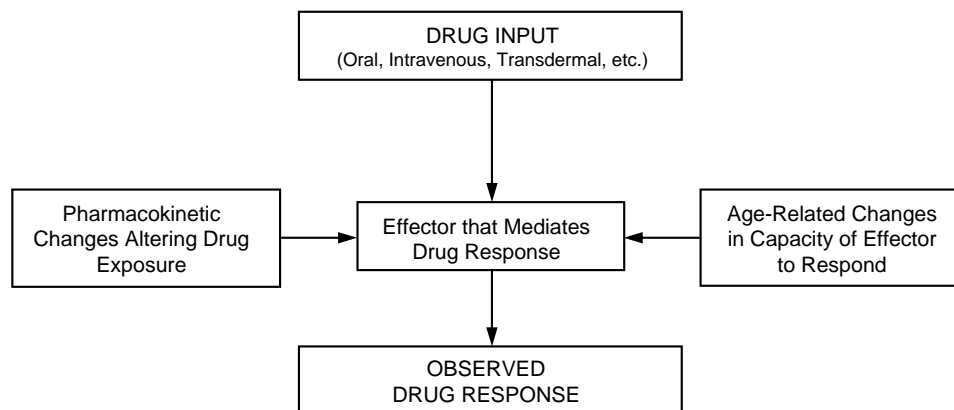 DRUG INPUT
(Oral, Intravenous, Transdermal, etc.)
Pharmacokinetic
Changes Altering Drug
Exposure
Effector that Mediates
Drug Response
Age-Related Changes
in Capacity of Effector
to Respond
OBSERVED
DRUG RESPONSE